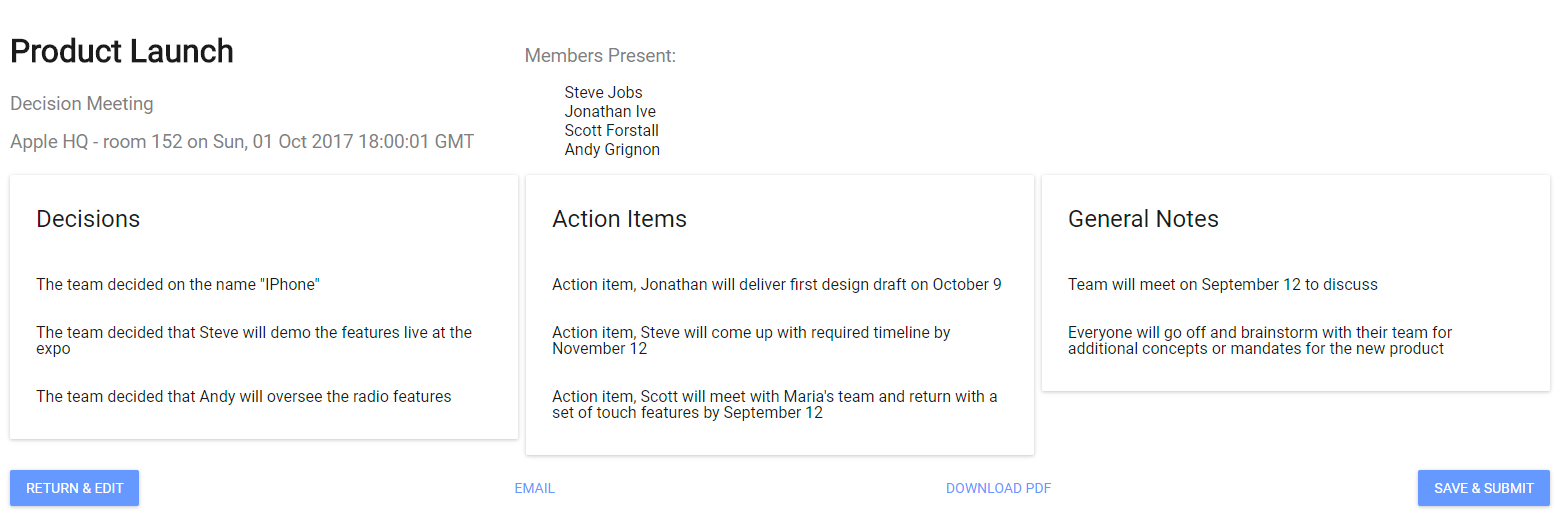 Product Launch
Decision Meeting
Apple HQ - room 152 on Sun, 01 Oct 2017 18:00:01 GMT
Members Present:
Steve Jobs
Jonathan Ive
Scott Forstall
Andy Grignon
Decisions
The team decided on the name "IPhone"
The team decided that Steve will demo the features live at the
expo
The team decided that Andy will oversee the radio features
Action Items
Action item, Jonathan will deliver first design draft on October 9
Action item, Steve will come up with required timeline by
November 12
Action item, Scott will meet with Maria's team and return with a
set of touch features by September 12
General Notes
Team will meet on September 12 to discuss
Everyone will go off and brainstorm with their team for
additional concepts or mandates for the new product
RETURN & EDIT
EMAIL
DOWNLOAD PDF
SAVE & SUBMIT